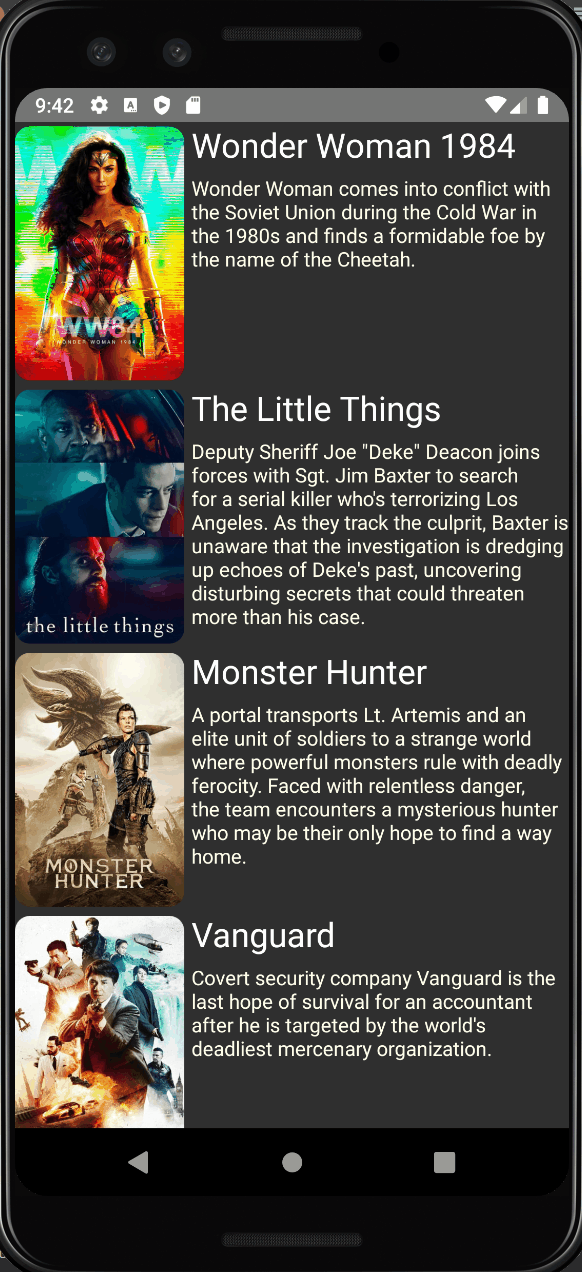 9:42
Wonder Woman 1984
Wonder Woman comes into conflict with
the Soviet Union during the Cold War in
the 1980s and finds a formidable foe by
the name of the Cheetah.
WW84
WONDER WOMAN 1984
The Little Things
Deputy Sheriff Joe "Deke" Deacon joins
forces with Sgt. Jim Baxter to search
for a serial killer who's terrorizing Los
Angeles. As they track the culprit, Baxter is
unaware that the investigation is dredging
up echoes of Deke's past, uncovering
disturbing secrets that could threaten
more than his case.
the little things
Monster Hunter
A portal transports Lt. Artemis and an
elite unit of soldiers to a strange world
where powerful monsters rule with deadly
ferocity. Faced with relentless danger,
the team encounters a mysterious hunter
who may be their only hope to find a way
home.
MONSTER
HUNTER
Vanguard
Covert security company Vanguard is the
last hope of survival for an accountant
after he is targeted by the world's
deadliest mercenary organization.